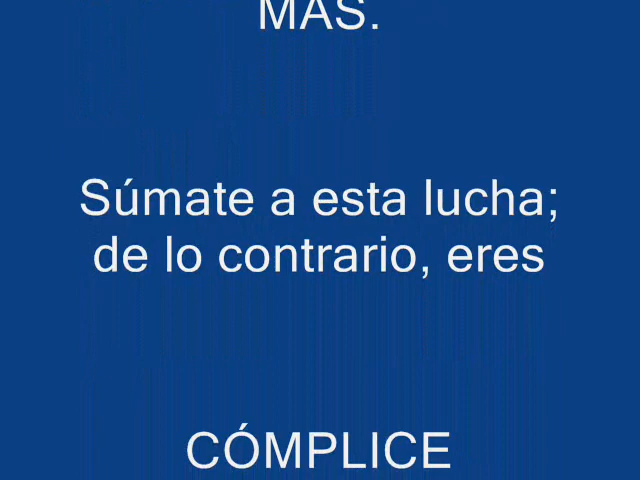 MAS.
Súmate a esta lucha;
de lo contrario, eres
CÓMPLICE